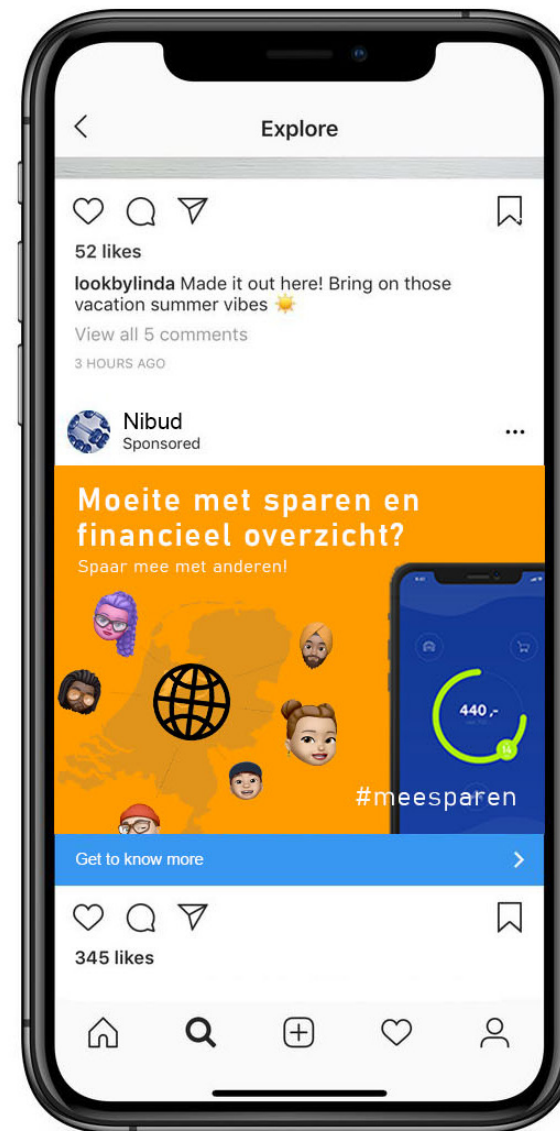 Explore
52 likes
lookbylinda Made it out here! Bring on those
vacation summer vibes ☀️
View all 5 comments
3 HOURS AGO
Nibud
Sponsored
Moeite met sparen en
financieel overzicht?
Spaar mee met anderen!
440,-
14
#meesparen
Get to know more
345 likes